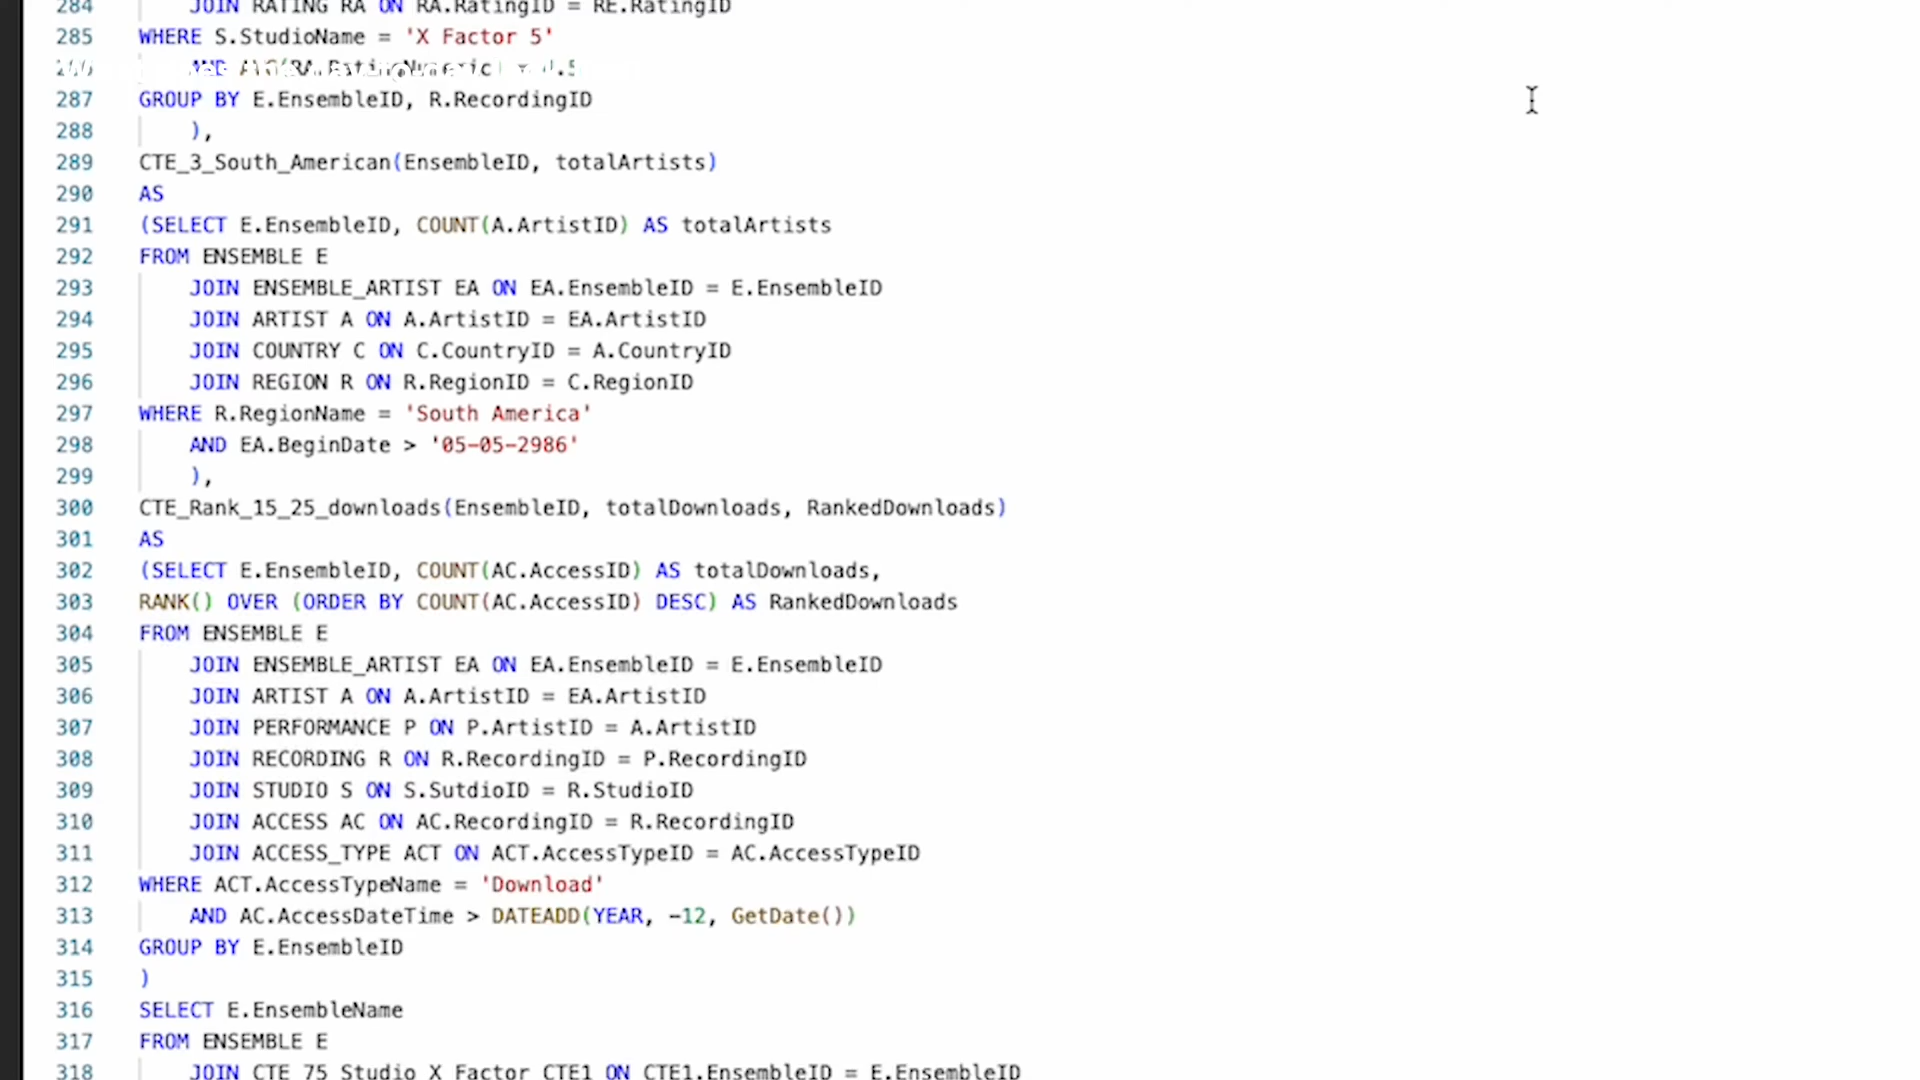 284 JOIN RATING RA ON RA.RatingID = RE.RatingID
285 WHERE S.StudioName = 'X Factor 5'
AND
287 GROUP BY E.EnsembleID, R.RecordingID
288 ),
289 CTE_3_South_American(EnsembleID, totalArtists)
290 AS
291 (SELECT E.EnsembleID, COUNT(A.ArtistID) AS totalArtists
292 FROM ENSEMBLE E
293 JOIN ENSEMBLE_ARTIST EA ON EA.EnsembleID = E.EnsembleID
294 JOIN ARTIST A ON A.ArtistID = EA.ArtistID
295 JOIN COUNTRY C ON C.CountryID = A.CountryID
296 JOIN REGION R ON R.RegionID = C.RegionID
297 WHERE R.RegionName = 'South America'
298 AND EA.BeginDate > '05-05-2986'
299 ),
300 CTE_Rank_15_25_downloads(EnsembleID, totalDownloads, RankedDownloads)
301 AS
302 (SELECT E.EnsembleID, COUNT(AC.AccessID) AS totalDownloads,
303 RANK() OVER (ORDER BY COUNT(AC.AccessID) DESC) AS RankedDownloads
304 FROM ENSEMBLE E
305 JOIN ENSEMBLE_ARTIST EA ON EA.EnsembleID = E.EnsembleID
306 JOIN ARTIST A ON A.ArtistID = EA.ArtistID
307 JOIN PERFORMANCE P ON P.ArtistID = A.ArtistID
308 JOIN RECORDING R ON R.RecordingID = P.RecordingID
309 JOIN STUDIO S ON S.SutdioID = R.StudioID
310 JOIN ACCESS AC ON AC.RecordingID = R.RecordingID
311 JOIN ACCESS_TYPE ACT ON ACT.AccessTypeID = AC.AccessTypeID
312 WHERE ACT.AccessTypeName = 'Download'
313 AND AC.AccessDateTime > DATEADD(YEAR, -12, GetDate())
314 GROUP BY E.EnsembleID
315 )
316 SELECT E.EnsembleName
317 FROM ENSEMBLE E
318 JOIN CTE_75_Studio_X_Factor CTE1 ON CTE1.EnsembleID = E.EnsembleID